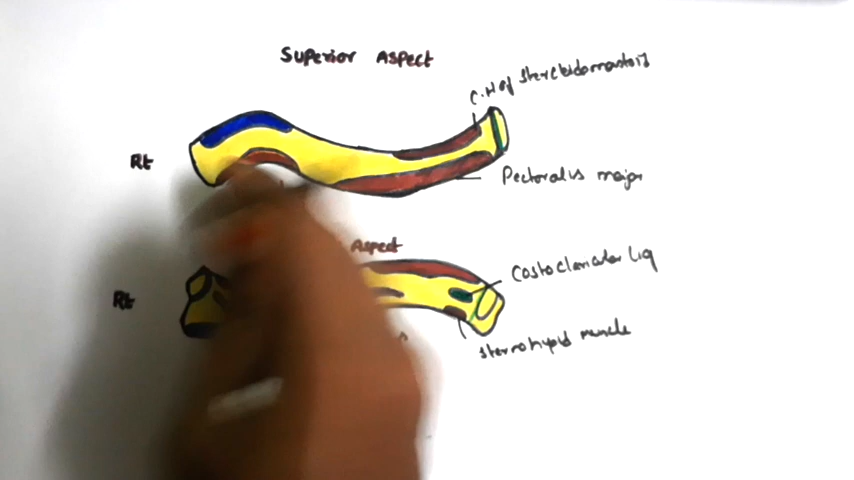 Superior Aspect
C.H of Sternocleidomastoid
Rt
Pectoralis major
Aspect
Costoclavicular Lig
Rt
Sternohyoid muscle